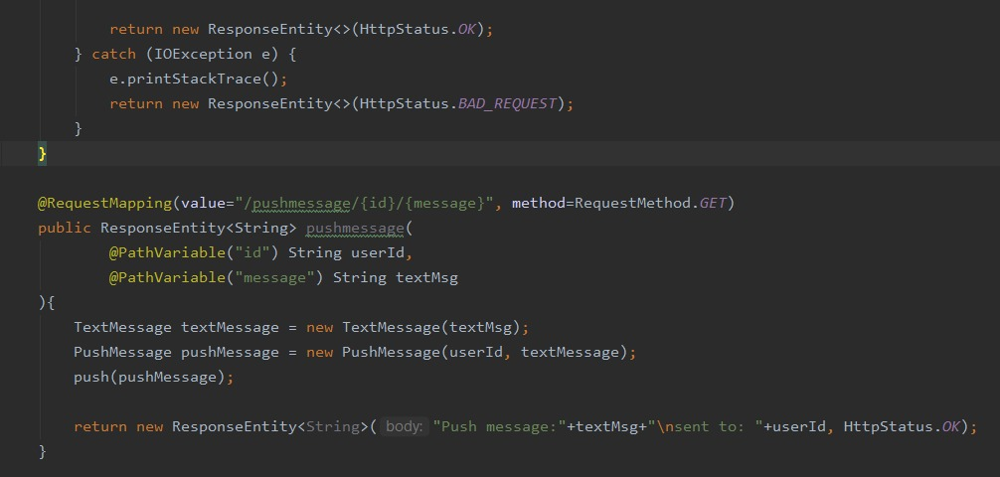 return new ResponseEntity<>(HttpStatus.OK);
} catch (IOException e) {
e.printStackTrace();
return new ResponseEntity<>(HttpStatus.BAD_REQUEST);
}
}
@RequestMapping(value="/pushmessage/{id}/{message}", method=RequestMethod.GET)
public ResponseEntity<String> pushmessage(
@PathVariable("id") String userId,
@PathVariable("message") String textMsg
){
TextMessage textMessage = new TextMessage(textMsg);
PushMessage pushMessage = new PushMessage(userId, textMessage);
push(pushMessage);
return new ResponseEntity<String>( body: "Push message:"+textMsg+"\nsent to: "+userId, HttpStatus.OK);
}